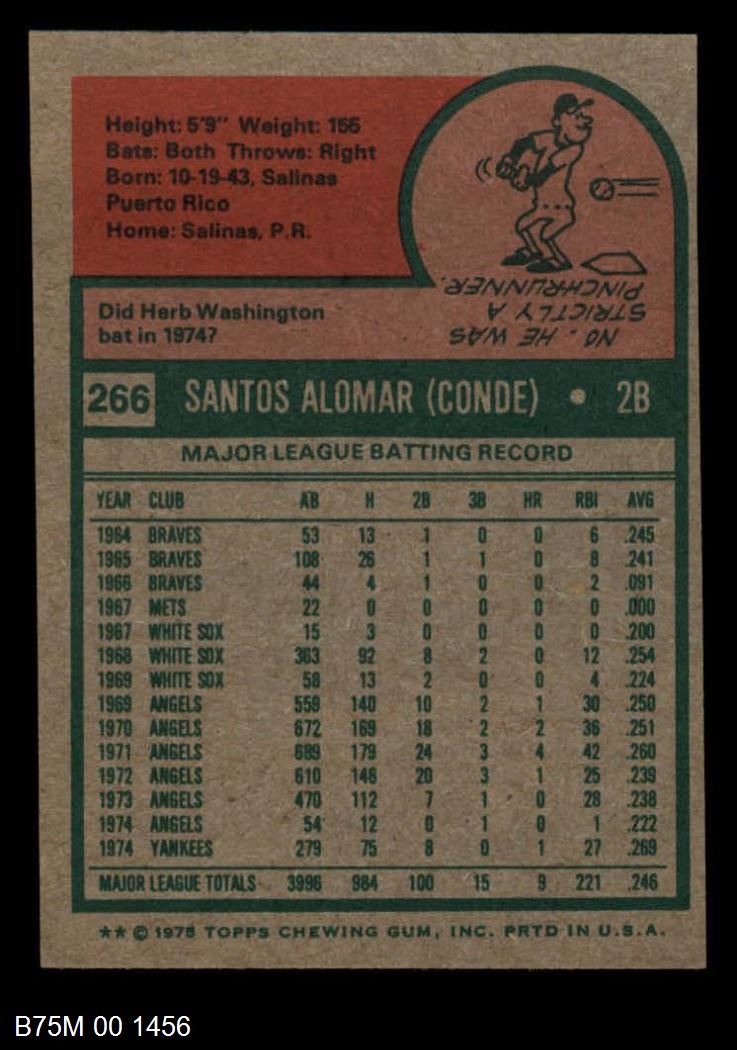 Height: 5'9" Weight: 155
Bats: Both Throws: Right
Born: 10-19-43, Salinas
Puerto Rico
Home: Salinas, P.R.
Did Herb Washington
bat in 1974?
NO. HE WAS
STRICTLY A
PINCHRUNNER.
266 SANTOS ALOMAR (CONDE) • 2B
MAJOR LEAGUE BATTING RECORD
YEAR CLUB AB H 2B 3B HR RBI AVG
1964 BRAVES 53 13 1 0 0 6 .245
1965 BRAVES 108 26 1 1 0 8 .241
1966 BRAVES 44 4 1 0 0 2 .091
1967 METS 22 0 0 0 0 0 .000
1967 WHITE SOX 15 3 0 0 0 0 .200
1968 WHITE SOX 363 92 8 2 0 12 .254
1969 WHITE SOX 58 13 2 0 0 4 .224
1969 ANGELS 559 140 10 2 1 30 .250
1970 ANGELS 672 169 18 2 2 36 .251
1971 ANGELS 689 179 24 3 4 42 .260
1972 ANGELS 610 146 20 3 1 25 .239
1973 ANGELS 470 112 7 1 0 28 .238
1974 ANGELS 54 12 0 1 0 1 .222
1974 YANKEES 279 75 8 0 1 27 .269
MAJOR LEAGUE TOTALS 3996 984 100 15 9 221 .246
** © 1975 TOPPS CHEWING GUM, INC. PRTD IN U.S.A.
B75M 00 1456